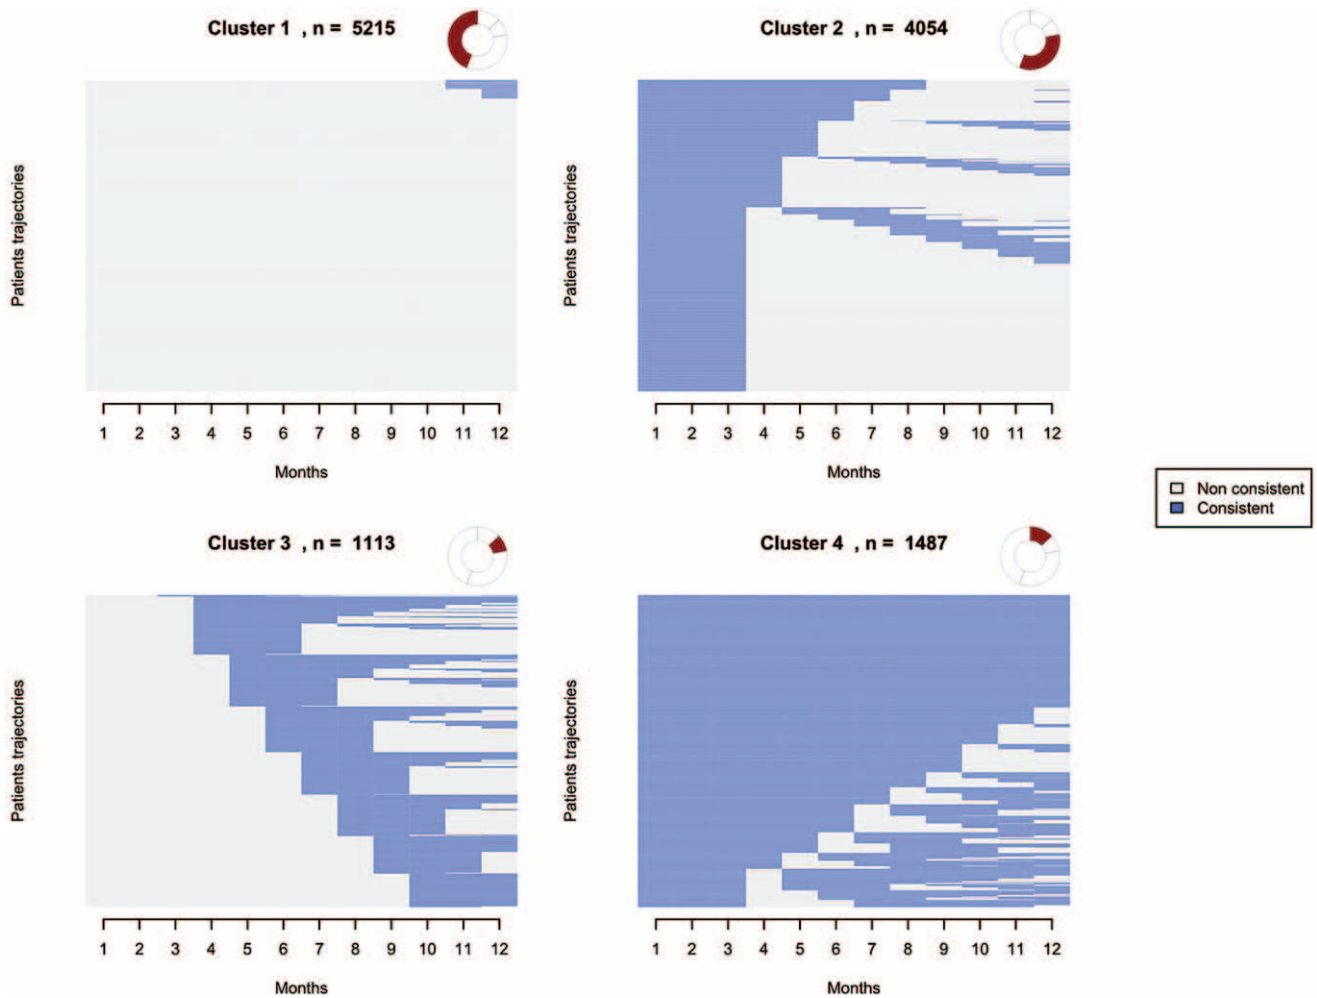 Cluster 1 , n = 5215
Patients trajectories
1 2 3 4 5 6 7 8 9 10 11 12
Months
Cluster 2 , n = 4054
Patients trajectories
1 2 3 4 5 6 7 8 9 10 11 12
Months
Non consistent
Consistent
Cluster 3 , n = 1113
Patients trajectories
1 2 3 4 5 6 7 8 9 10 11 12
Months
Cluster 4 , n = 1487
Patients trajectories
1 2 3 4 5 6 7 8 9 10 11 12
Months